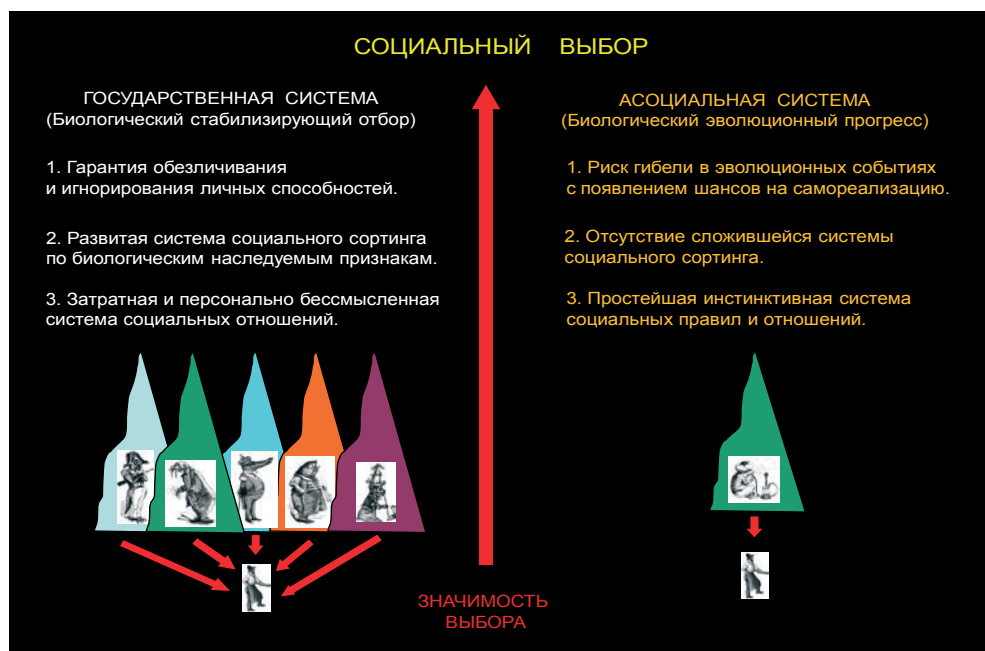 СОЦИАЛЬНЫЙ ВЫБОР
ГОСУДАРСТВЕННАЯ СИСТЕМА
(Биологический стабилизирующий отбор)
1. Гарантия обезличивания
и игнорирования личных способностей.
2. Развитая система социального сортинга
по биологическим наследуемым признакам.
3. Затратная и персонально бессмысленная
система социальных отношений.
АСОЦИАЛЬНАЯ СИСТЕМА
(Биологический эволюционный прогресс)
1. Риск гибели в эволюционных событиях
с появлением шансов на самореализацию.
2. Отсутствие сложившейся системы
социального сортинга.
3. Простейшая инстинктивная система
социальных правил и отношений.
ЗНАЧИМОСТЬ
ВЫБОРА